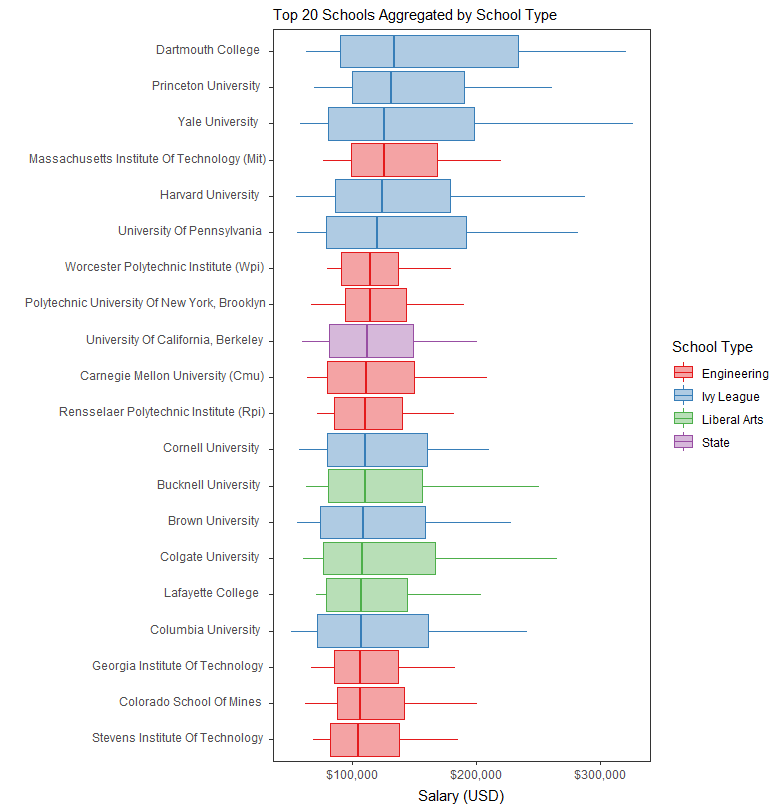 Top 20 Schools Aggregated by School Type
Dartmouth College
Princeton University
Yale University
Massachusetts Institute Of Technology (Mit)
Harvard University
University Of Pennsylvania
Worcester Polytechnic Institute (Wpi)
Polytechnic University Of New York, Brooklyn
University Of California, Berkeley
Carnegie Mellon University (Cmu)
Rensselaer Polytechnic Institute (Rpi)
Cornell University
Bucknell University
Brown University
Colgate University
Lafayette College
Columbia University
Georgia Institute Of Technology
Colorado School Of Mines
Stevens Institute Of Technology
$100,000 $200,000 $300,000
Salary (USD)
School Type
Engineering
Ivy League
Liberal Arts
State